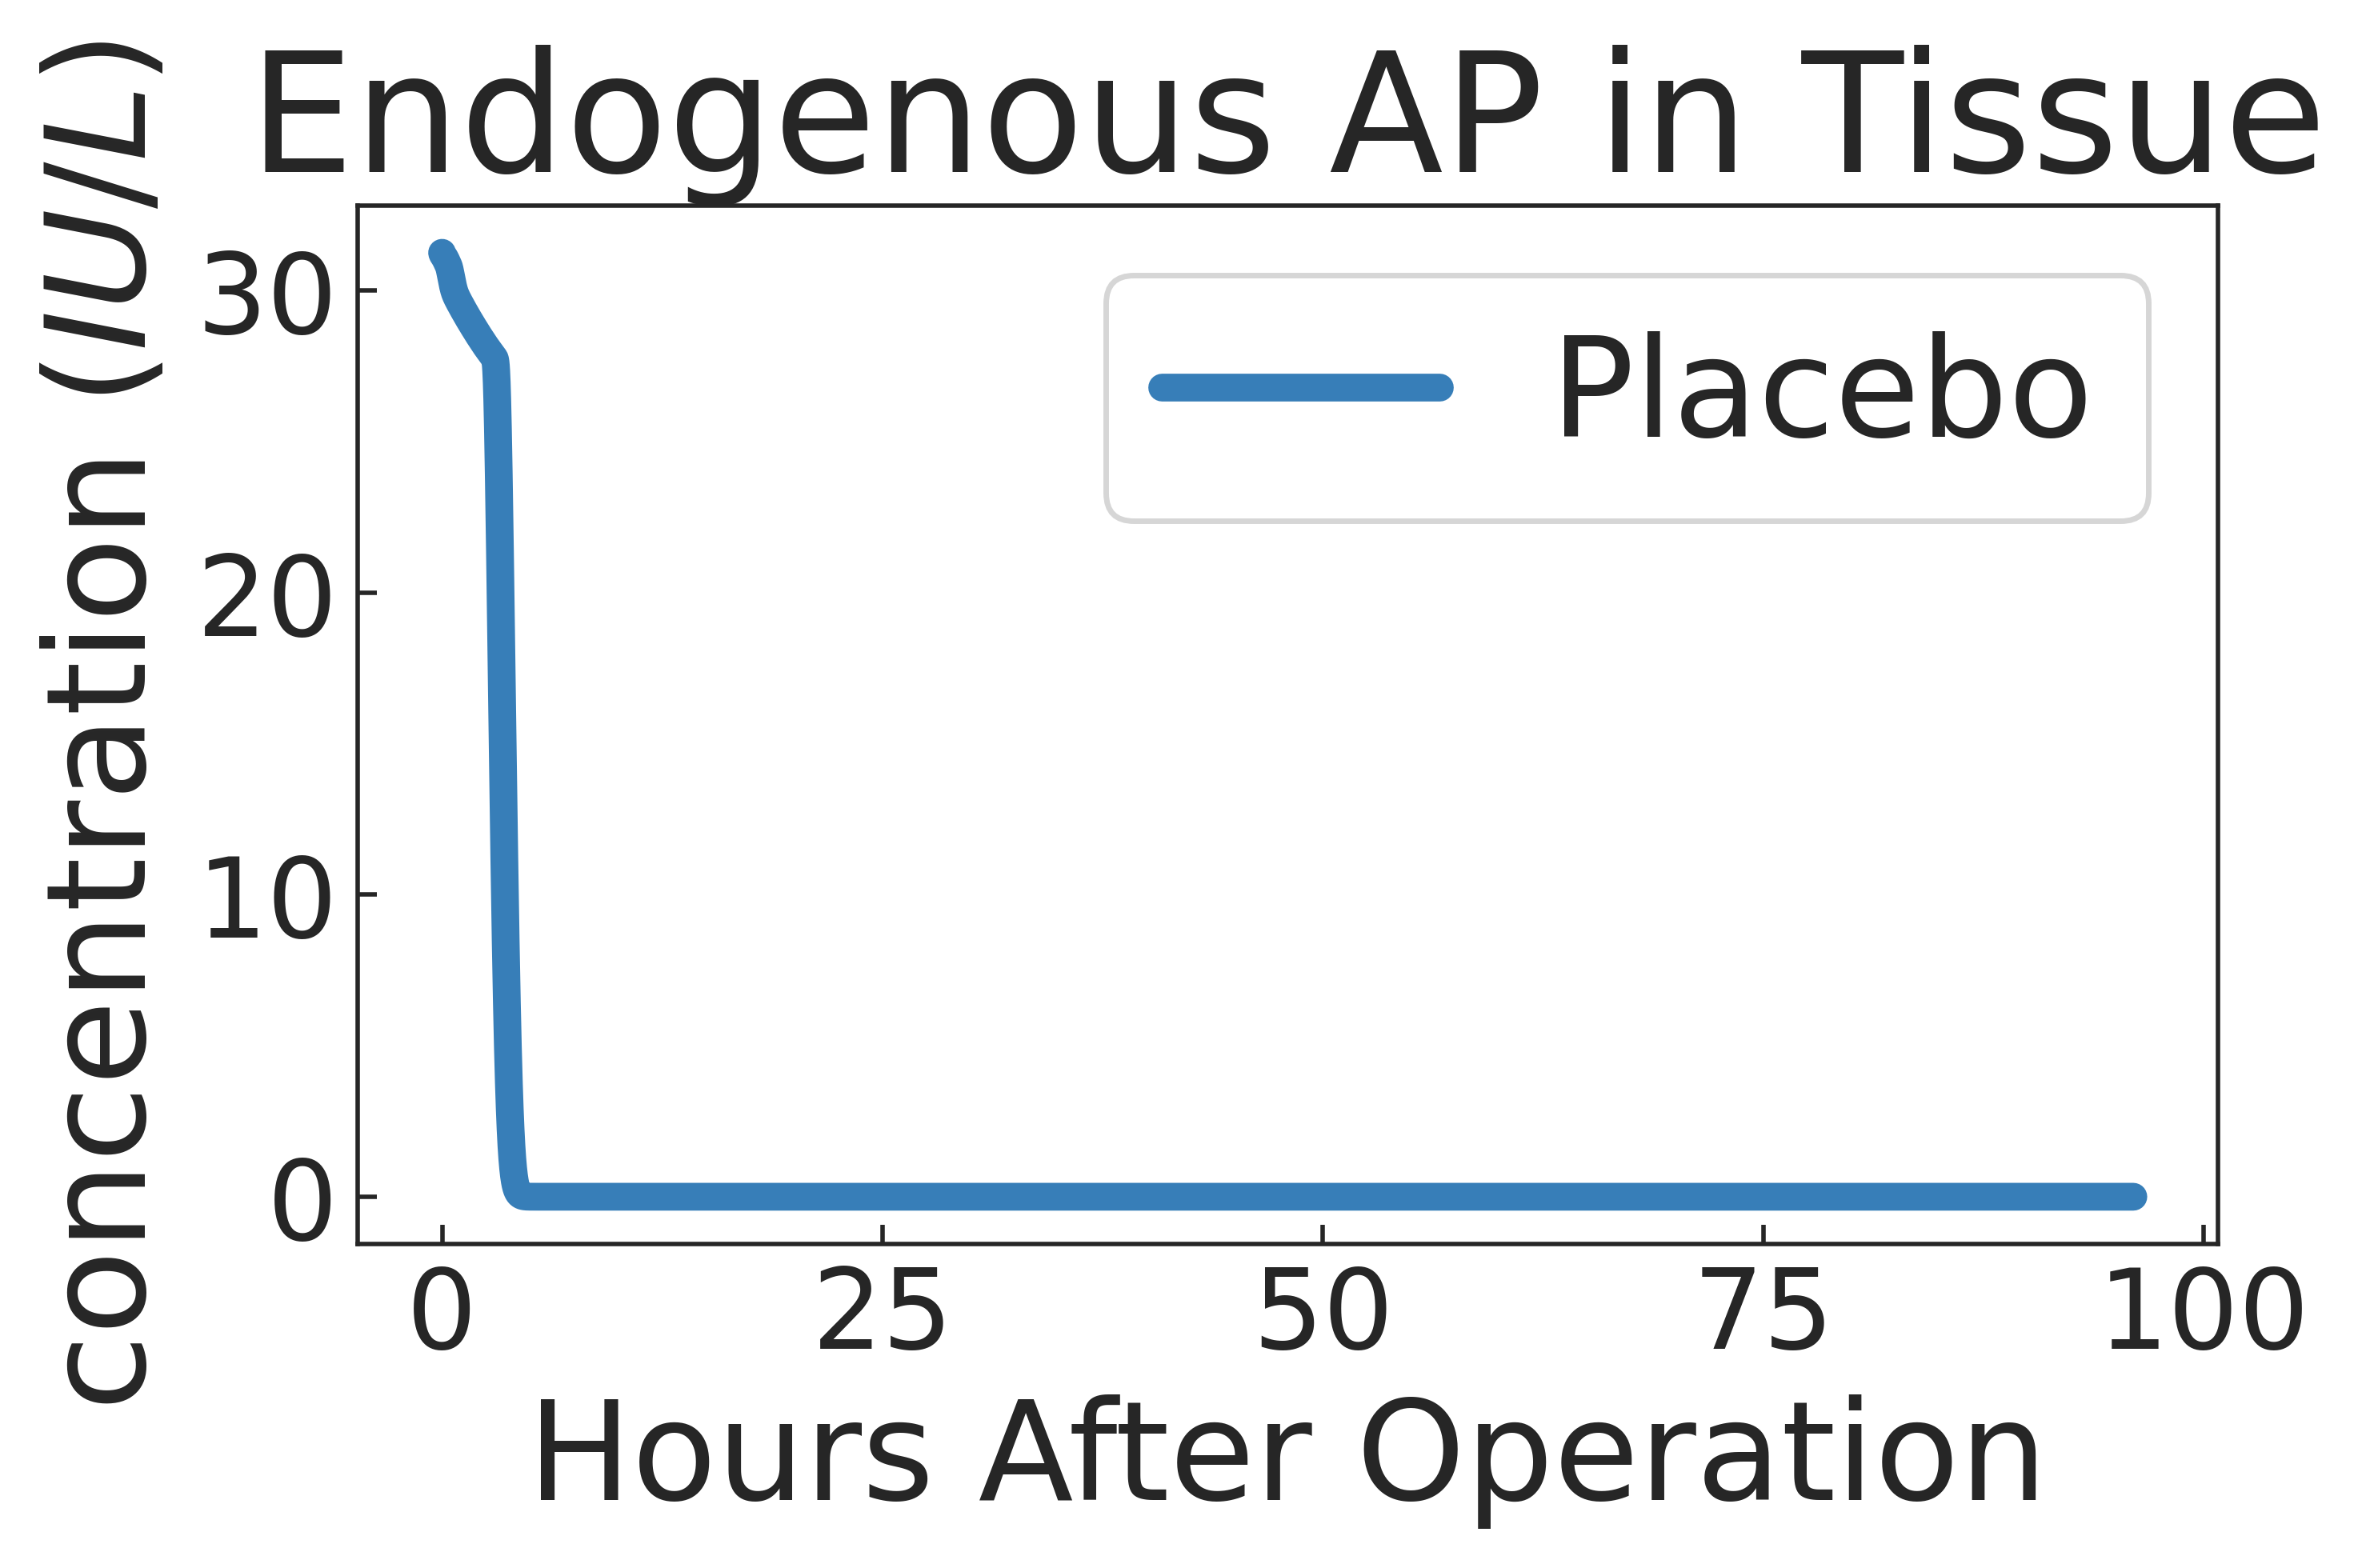 Endogenous AP in Tissue
concentration (IU/L)
30
20
10
0
Placebo
0 25 50 75 100
Hours After Operation